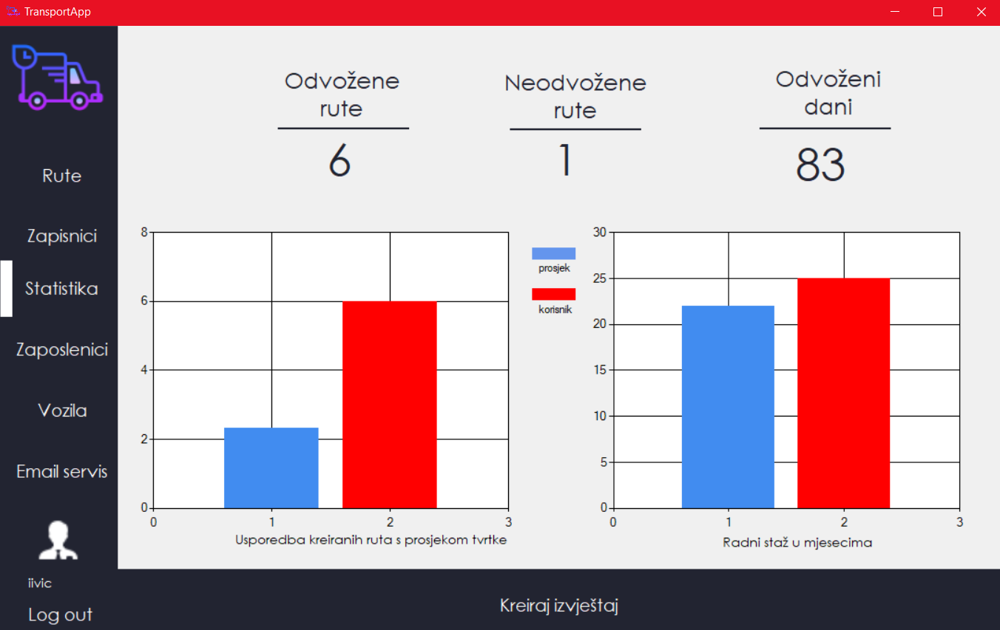 TransportApp
Rute
Zapisnici
Statistika
Zaposlenici
Vozila
Email servis
iivic
Log out
Odvožene
rute
6
Neodvožene
rute
1
Odvoženi
dani
83
8
6
4
2
0
0 1 2 3
Usporedba kreiranih ruta s prosjekom tvrtke
prosjek
korisnik
30
25
20
15
10
5
0
0 1 2 3
Radni staž u mjesecima
Kreiraj izvještaj